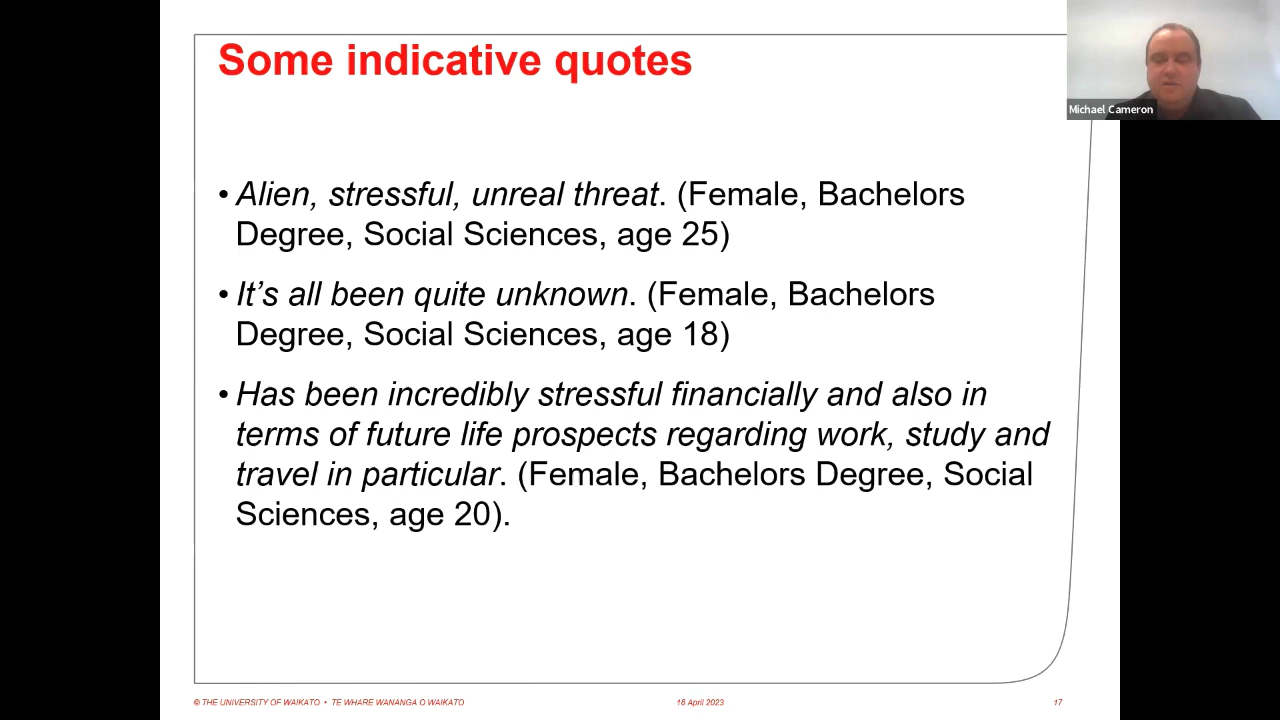 Some indicative quotes
Michael Cameron
• Alien, stressful, unreal threat. (Female, Bachelors
Degree, Social Sciences, age 25)
• It’s all been quite unknown. (Female, Bachelors
Degree, Social Sciences, age 18)
• Has been incredibly stressful financially and also in
terms of future life prospects regarding work, study and
travel in particular. (Female, Bachelors Degree, Social
Sciences, age 20).
© THE UNIVERSITY OF WAIKATO • TE WHARE WANANGA O WAIKATO
18 April 2023
17